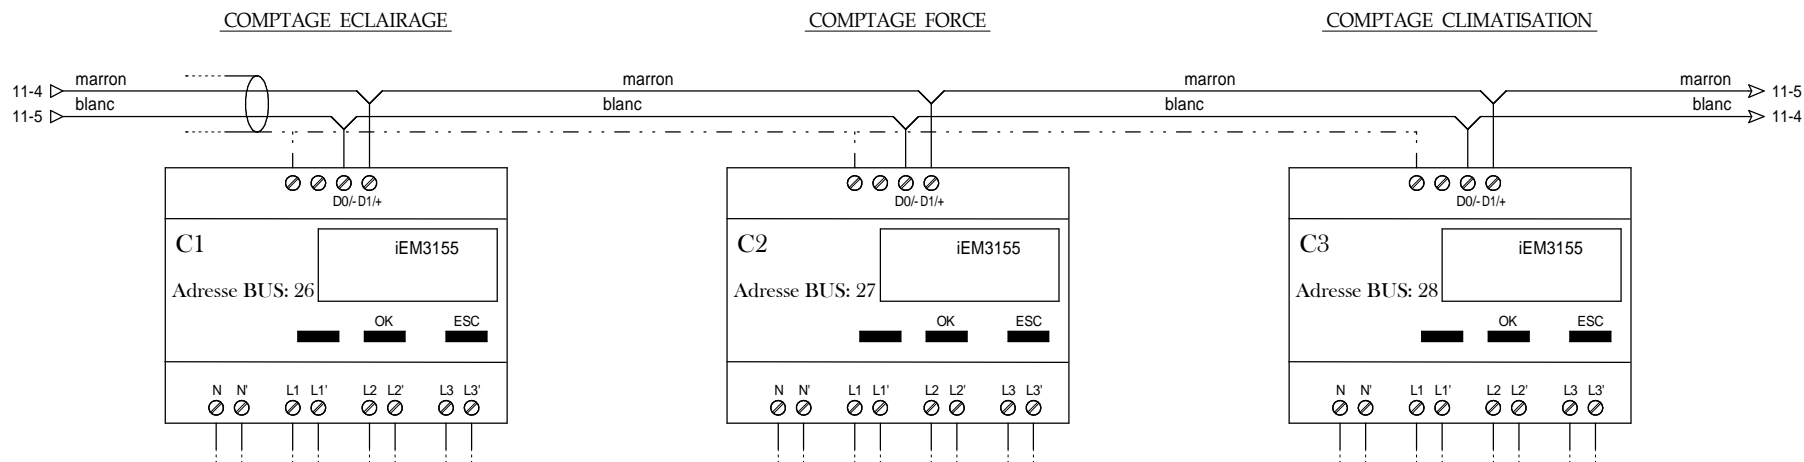 COMPTAGE ECLAIRAGE COMPTAGE FORCE COMPTAGE CLIMATISATION
marron marron marron marron
11-4 11-5
blanc blanc blanc blanc
11-5 11-4
D0/- D1/+ D0/- D1/+ D0/- D1/+
C1 iEM3155 C2 iEM3155 C3 iEM3155
Adresse BUS: 26 Adresse BUS: 27 Adresse BUS: 28
OK ESC OK ESC OK ESC
N N' L1 L1' L2 L2' L3 L3' N N' L1 L1' L2 L2' L3 L3' N N' L1 L1' L2 L2' L3 L3'